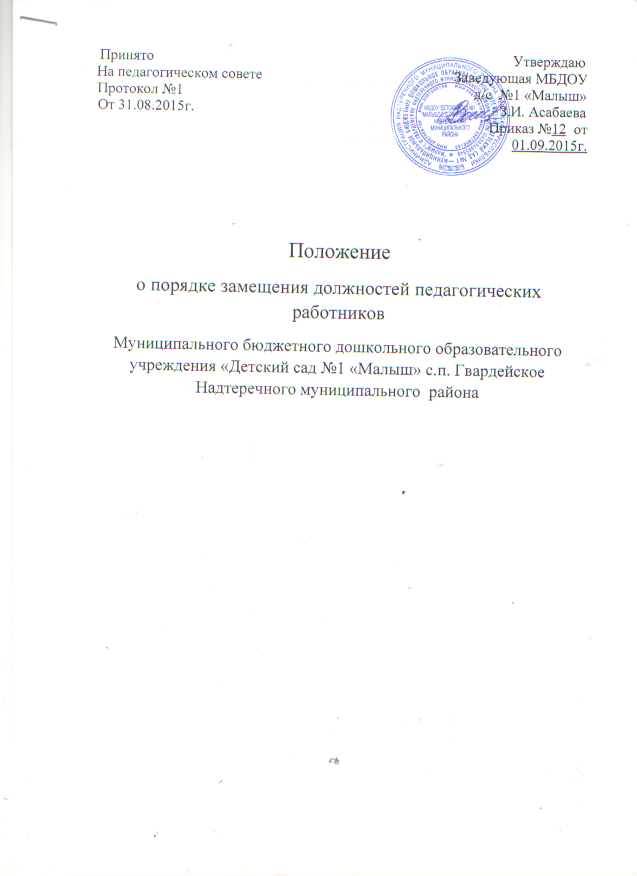 Принято
На педагогическом совете
Протокол №1
От 31.08.2015г.
Утверждаю
Заведующая МБДОУ
д/с №1 «Малыш»
З.И. Асабаева
Приказ №12 от
01.09.2015г.
Положение
о порядке замещения должностей педагогических
работников
Муниципального бюджетного дошкольного образовательного
учреждения «Детский сад №1 «Малыш» с.п. Гвардейское
Надтеречного муниципального района